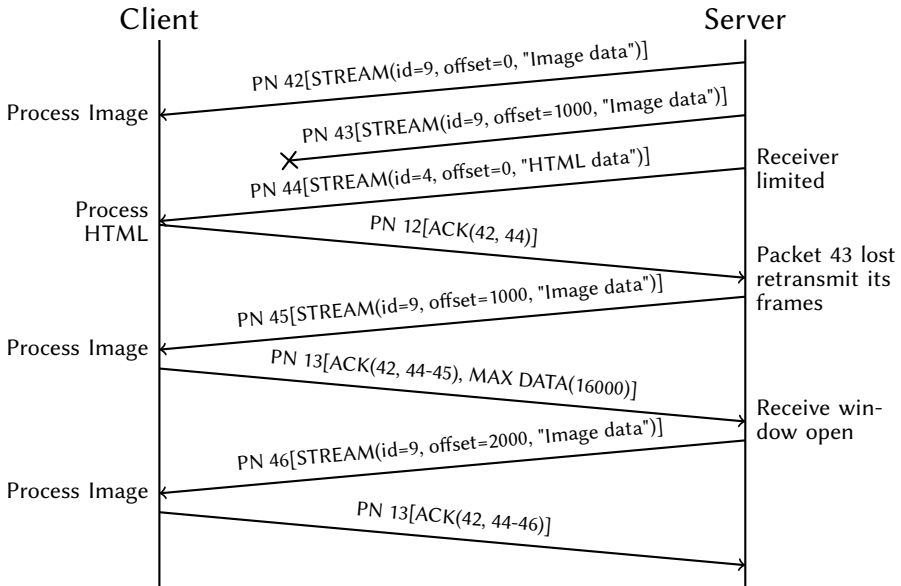 Client
Server
PN 42[STREAM(id=9, offset=0, "Image data")]
Process Image
PN 43[STREAM(id=9, offset=1000, "Image data")]
Receiver
limited
PN 44[STREAM(id=4, offset=0, "HTML data")]
Process
HTML
PN 12[ACK(42, 44)]
Packet 43 lost
retransmit its
frames
PN 45[STREAM(id=9, offset=1000, "Image data")]
Process Image
PN 13[ACK(42, 44-45), MAX DATA(16000)]
Receive win-
dow open
PN 46[STREAM(id=9, offset=2000, "Image data")]
Process Image
PN 13[ACK(42, 44-46)]